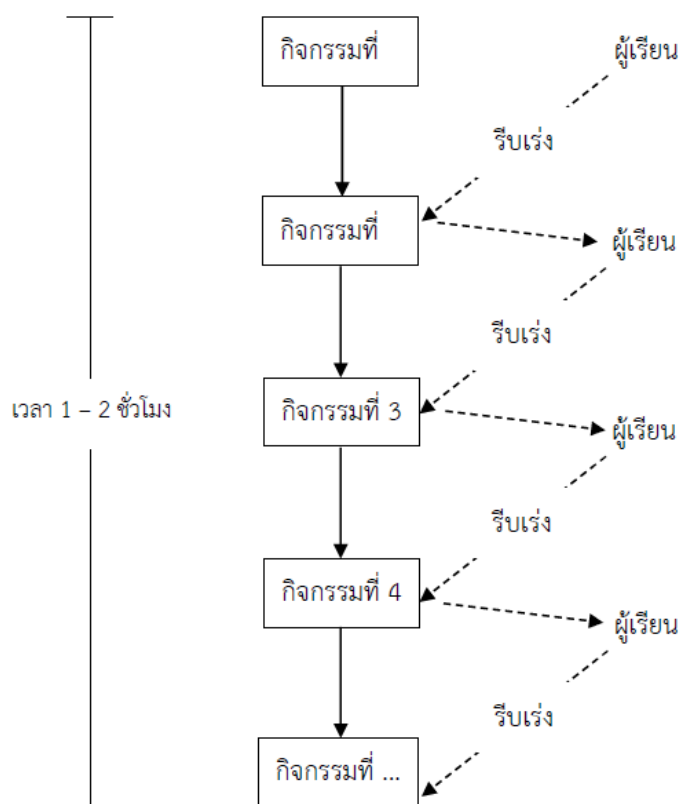 กิจกรรมที่
ผู้เรียน
รีบเร่ง
กิจกรรมที่
ผู้เรียน
รีบเร่ง
เวลา 1 – 2 ชั่วโมง
กิจกรรมที่ 3
ผู้เรียน
รีบเร่ง
กิจกรรมที่ 4
ผู้เรียน
รีบเร่ง
กิจกรรมที่ ...